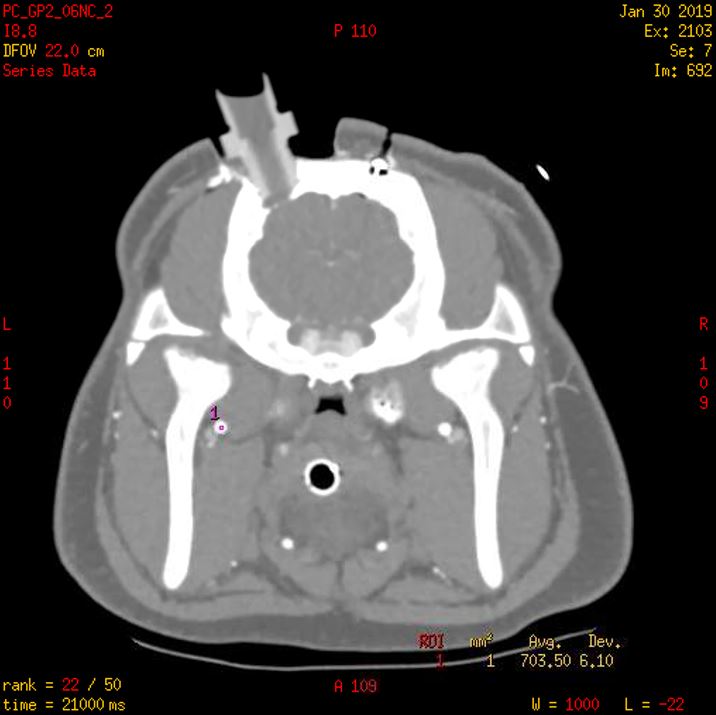 PC_GP2_06NC_2
I8.8
DFOV 22.0 cm
Series Data
P 110
Jan 30 2019
Ex: 2103
Se: 7
Im: 692
L
1
1
0
R
1
0
9
1
ROI mm² Avg. Dev.
1 1 703.50 6.10
rank = 22 / 50
time = 21000 ms
A 109
W = 1000 L = -22